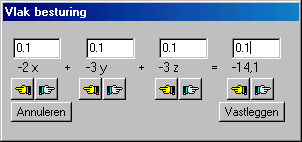 Vlak besturing
0.1 0.1 0.1 0.1
-2 x + -3 y + -3 z = -14,1
Annuleren Vastleggen